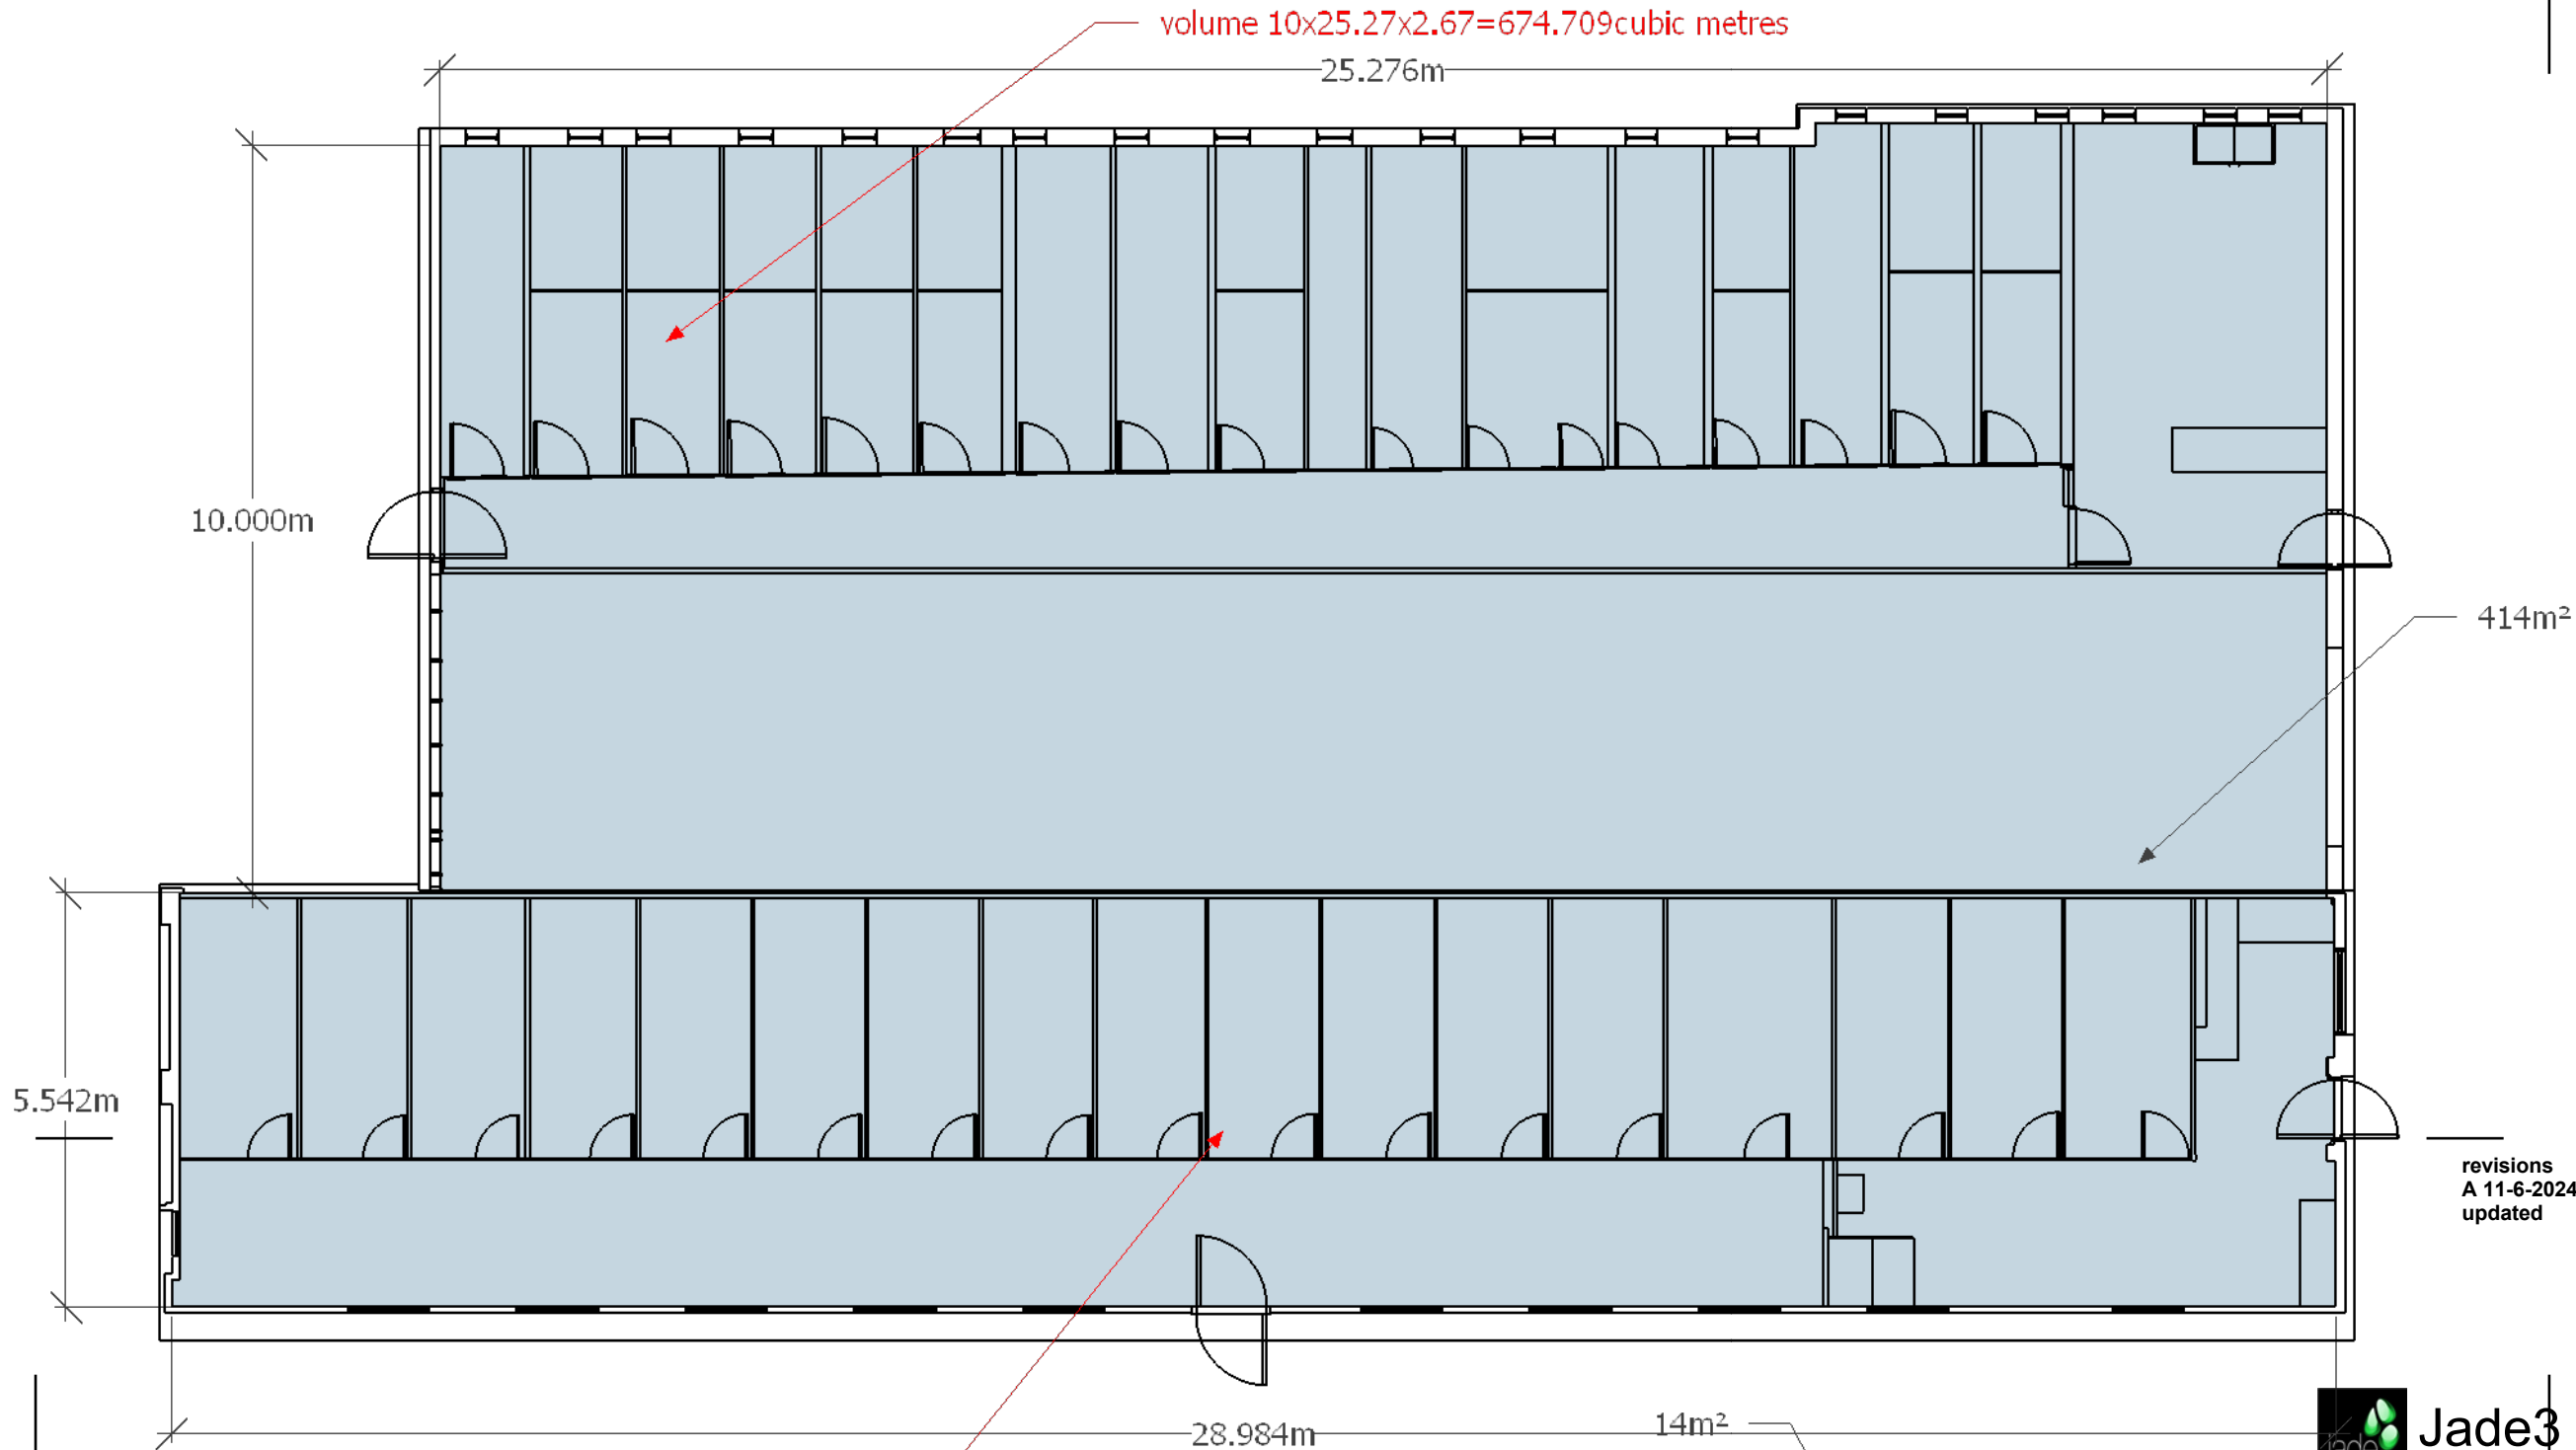 volume 10x25.27x2.67=674.709cubic metres
25.276m
10.000m
414m²
5.542m
revisions
A 11-6-2024
updated
14m²
28.984m
Jade3